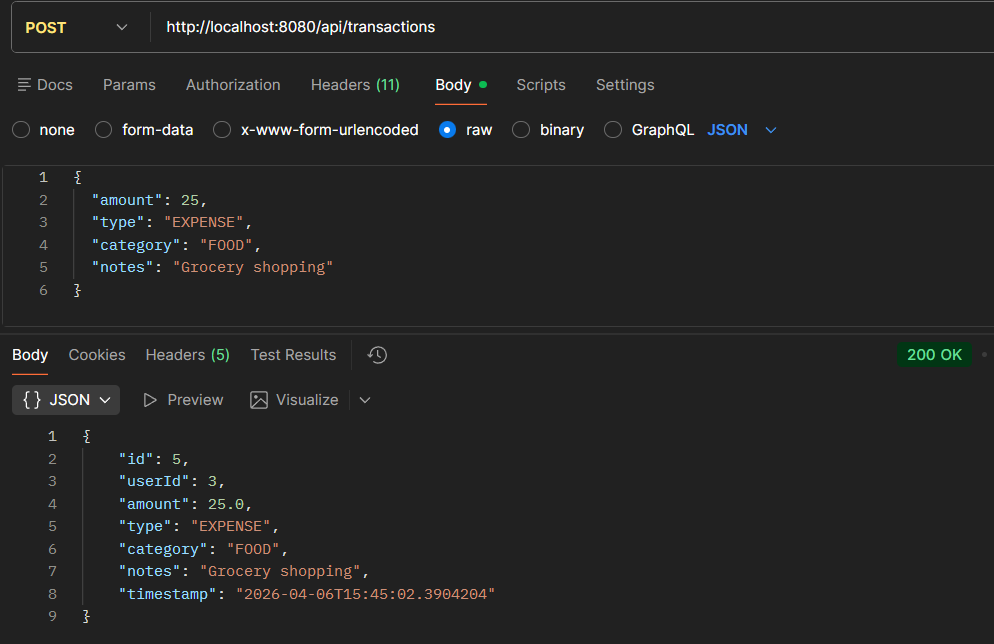 POST http://localhost:8080/api/transactions
Docs Params Authorization Headers (11) Body Scripts Settings
none form-data x-www-form-urlencoded raw binary GraphQL JSON
1 {
2 "amount": 25,
3 "type": "EXPENSE",
4 "category": "FOOD",
5 "notes": "Grocery shopping"
6 }
Body Cookies Headers (5) Test Results 200 OK
{} JSON Preview Visualize
1 {
2 "id": 5,
3 "userId": 3,
4 "amount": 25.0,
5 "type": "EXPENSE",
6 "category": "FOOD",
7 "notes": "Grocery shopping",
8 "timestamp": "2026-04-06T15:45:02.3904204"
9 }